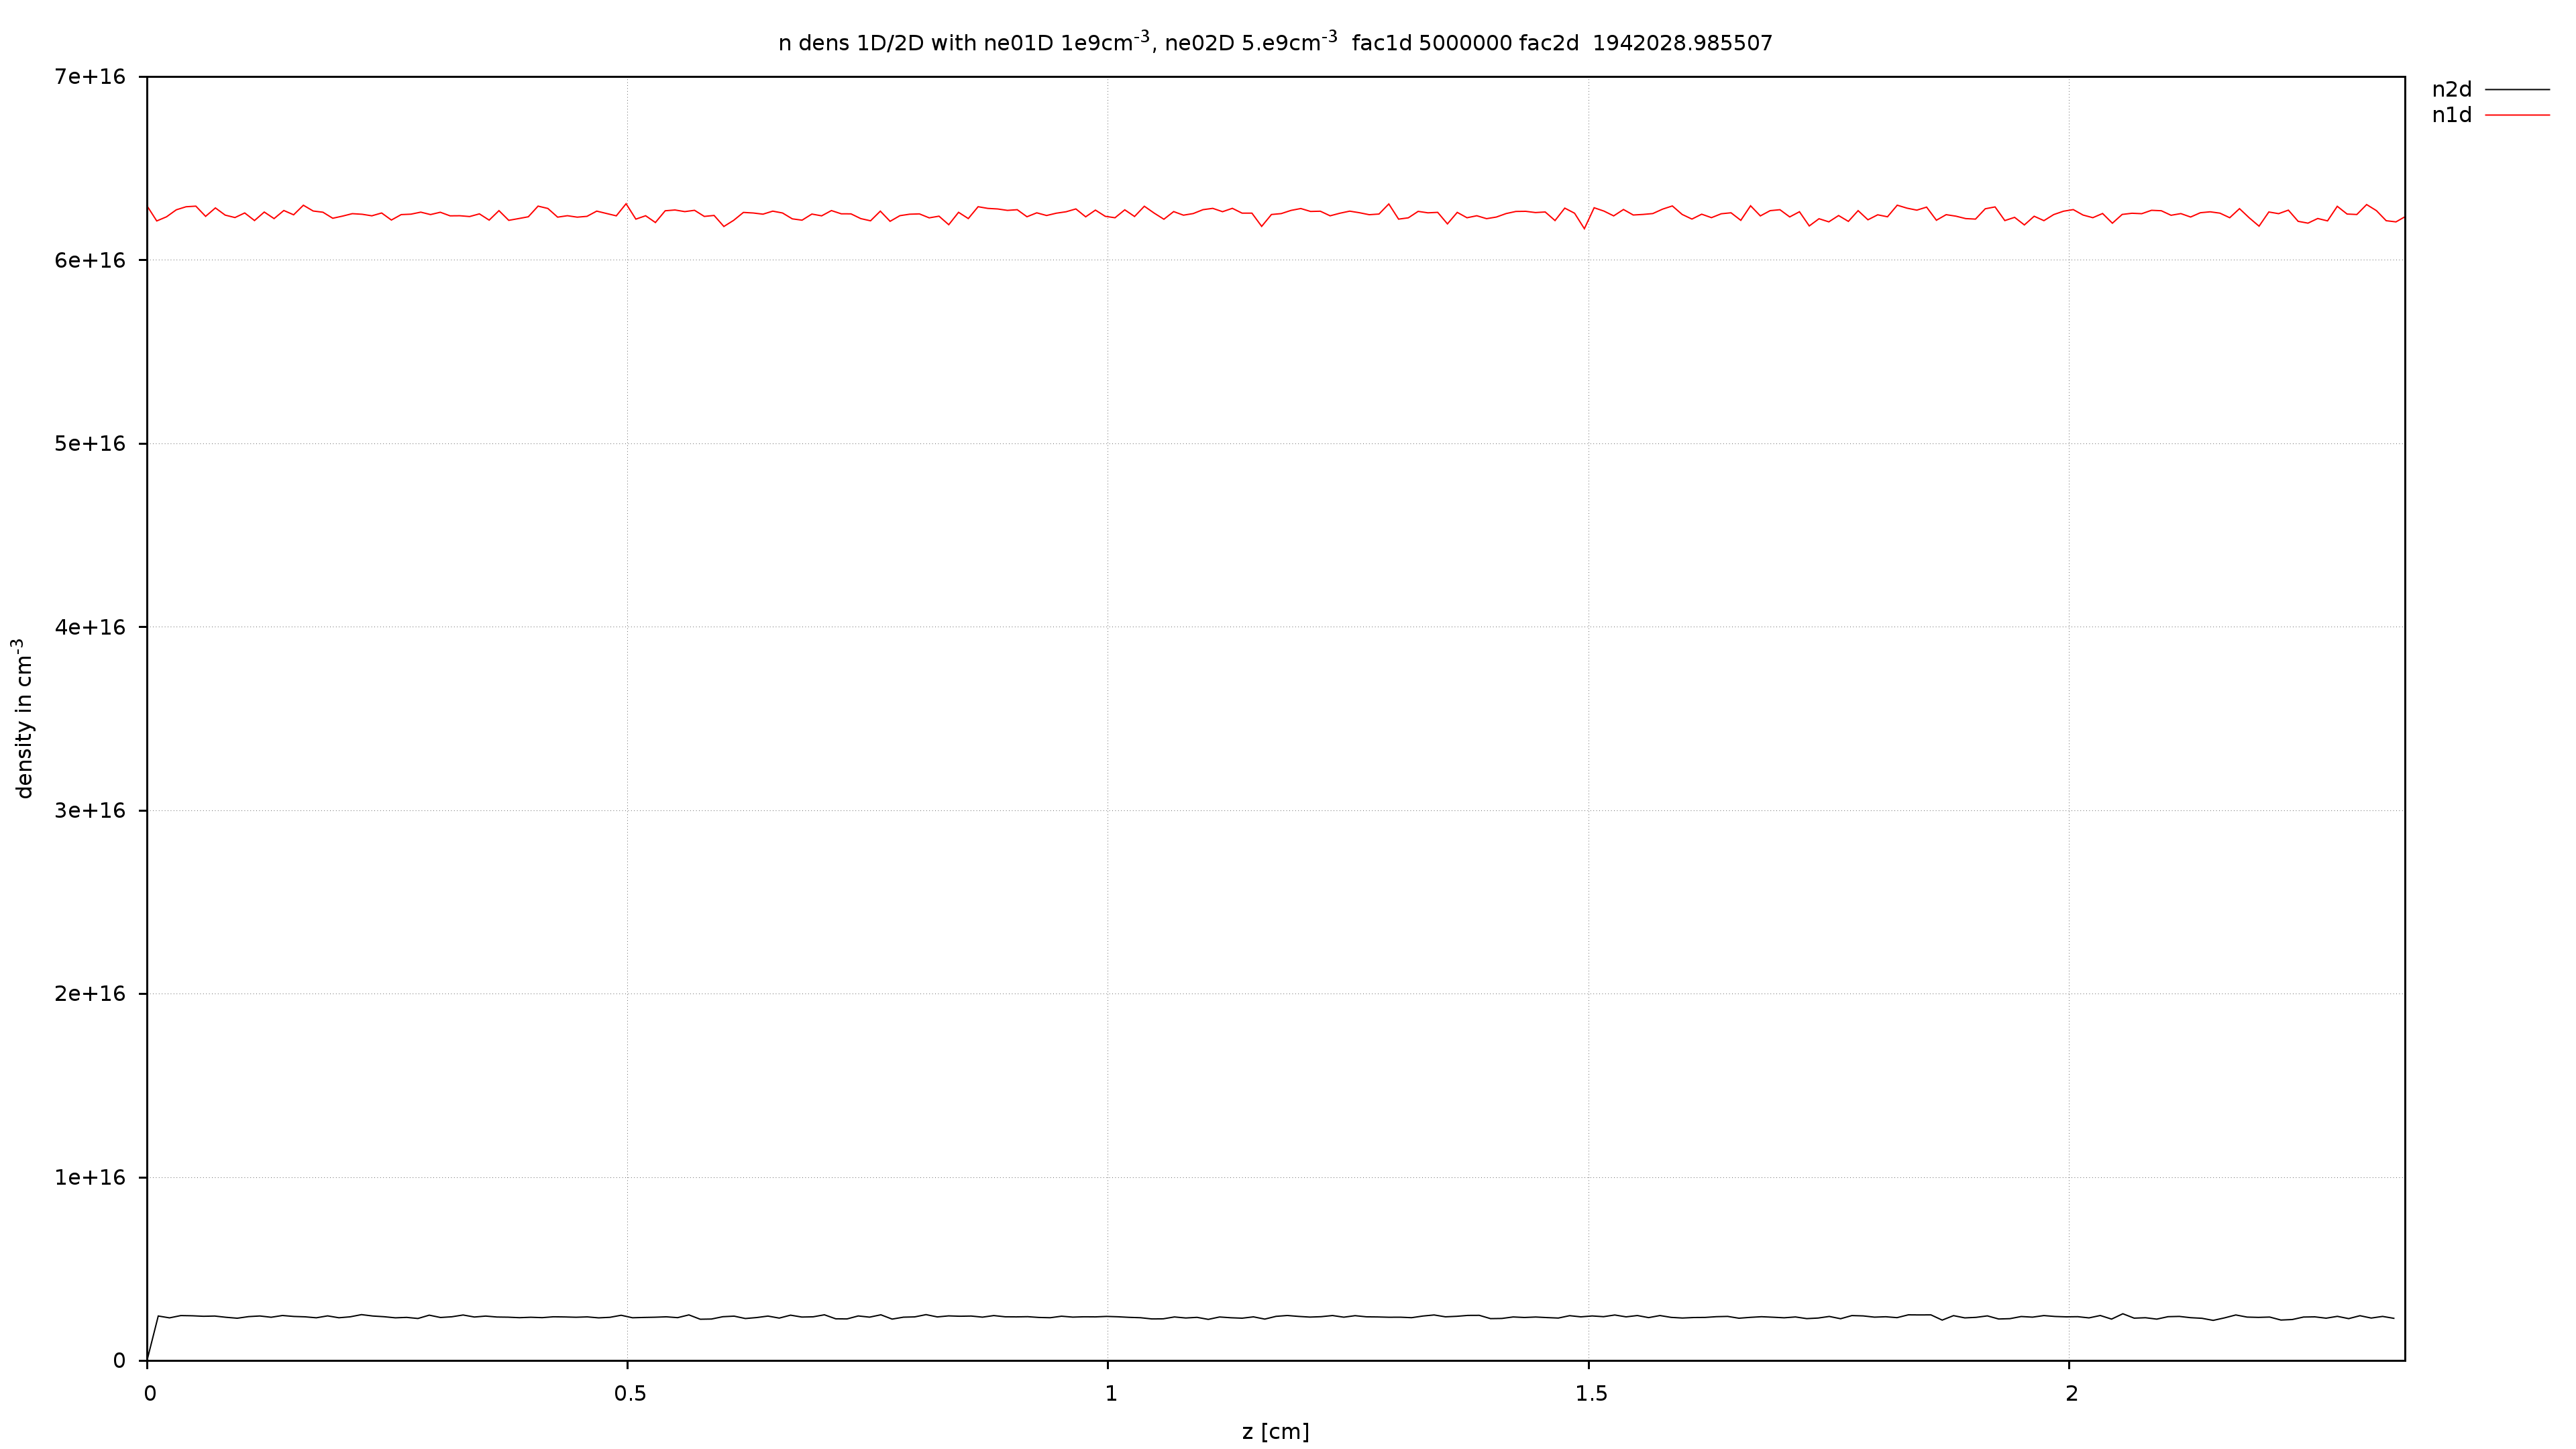 n dens 1D/2D with ne01D 1e9cm-3, ne02D 5.e9cm-3 fac1d 5000000 fac2d 1942028.985507
7e+16
6e+16
5e+16
4e+16
3e+16
2e+16
1e+16
0
density in cm-3
n2d
n1d
0 0.5 1 1.5 2
z [cm]